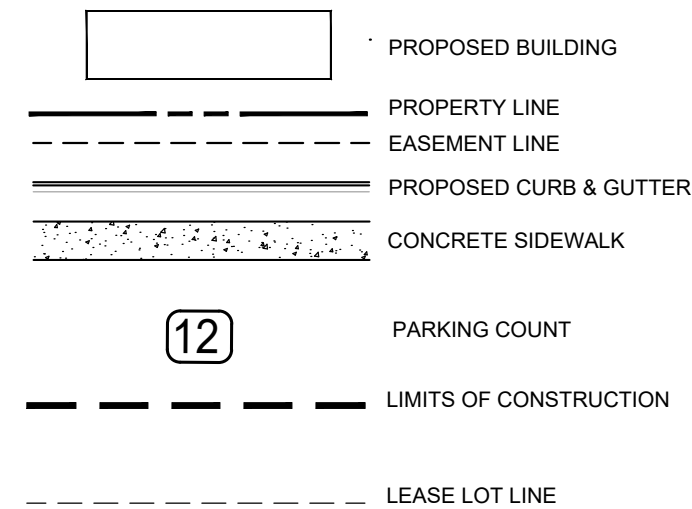 PROPOSED BUILDING
PROPERTY LINE
EASEMENT LINE
PROPOSED CURB & GUTTER
CONCRETE SIDEWALK
12 PARKING COUNT
LIMITS OF CONSTRUCTION
LEASE LOT LINE